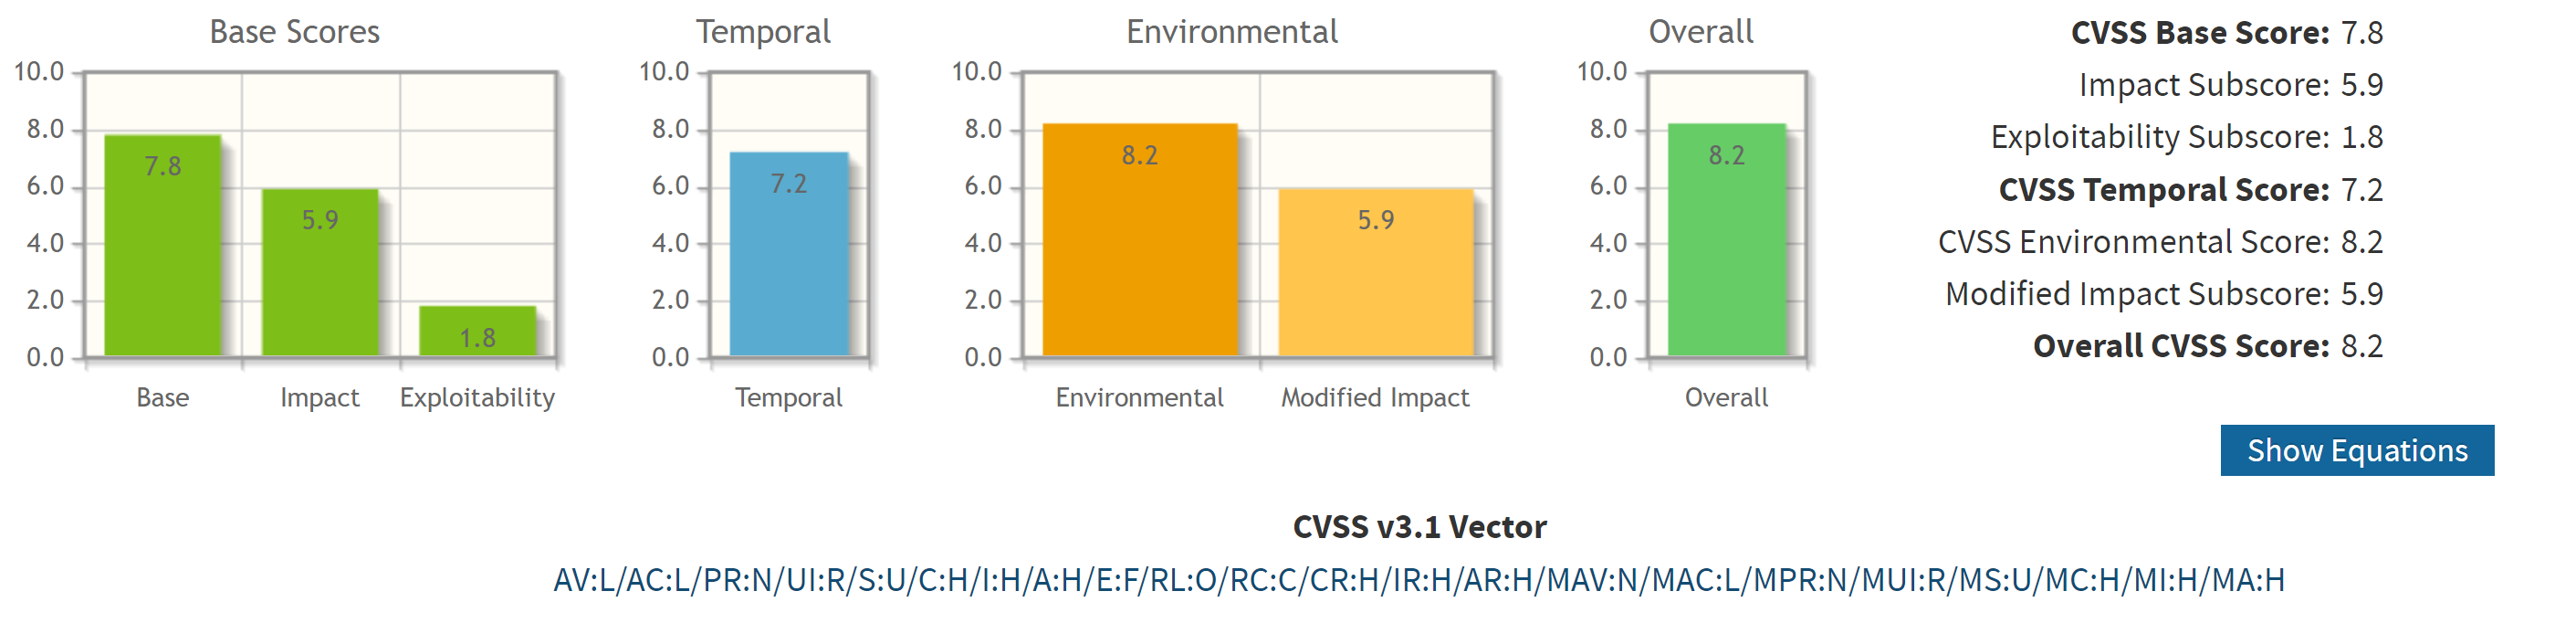 Base Scores
10.0
8.0
6.0
4.0
2.0
0.0
7.8
5.9
1.8
Base
Impact
Exploitability
Temporal
10.0
8.0
6.0
4.0
2.0
0.0
7.2
Temporal
Environmental
10.0
8.0
6.0
4.0
2.0
0.0
8.2
5.9
Environmental
Modified Impact
Overall
10.0
8.0
6.0
4.0
2.0
0.0
8.2
Overall
CVSS Base Score: 7.8
Impact Subscore: 5.9
Exploitability Subscore: 1.8
CVSS Temporal Score: 7.2
CVSS Environmental Score: 8.2
Modified Impact Subscore: 5.9
Overall CVSS Score: 8.2
Show Equations
CVSS v3.1 Vector
AV:L/AC:L/PR:N/UI:R/S:U/C:H/I:H/A:H/E:F/RL:O/RC:C/CR:H/IR:H/AR:H/MAV:N/MAC:L/MPR:N/MUI:R/MS:U/MC:H/MI:H/MA:H